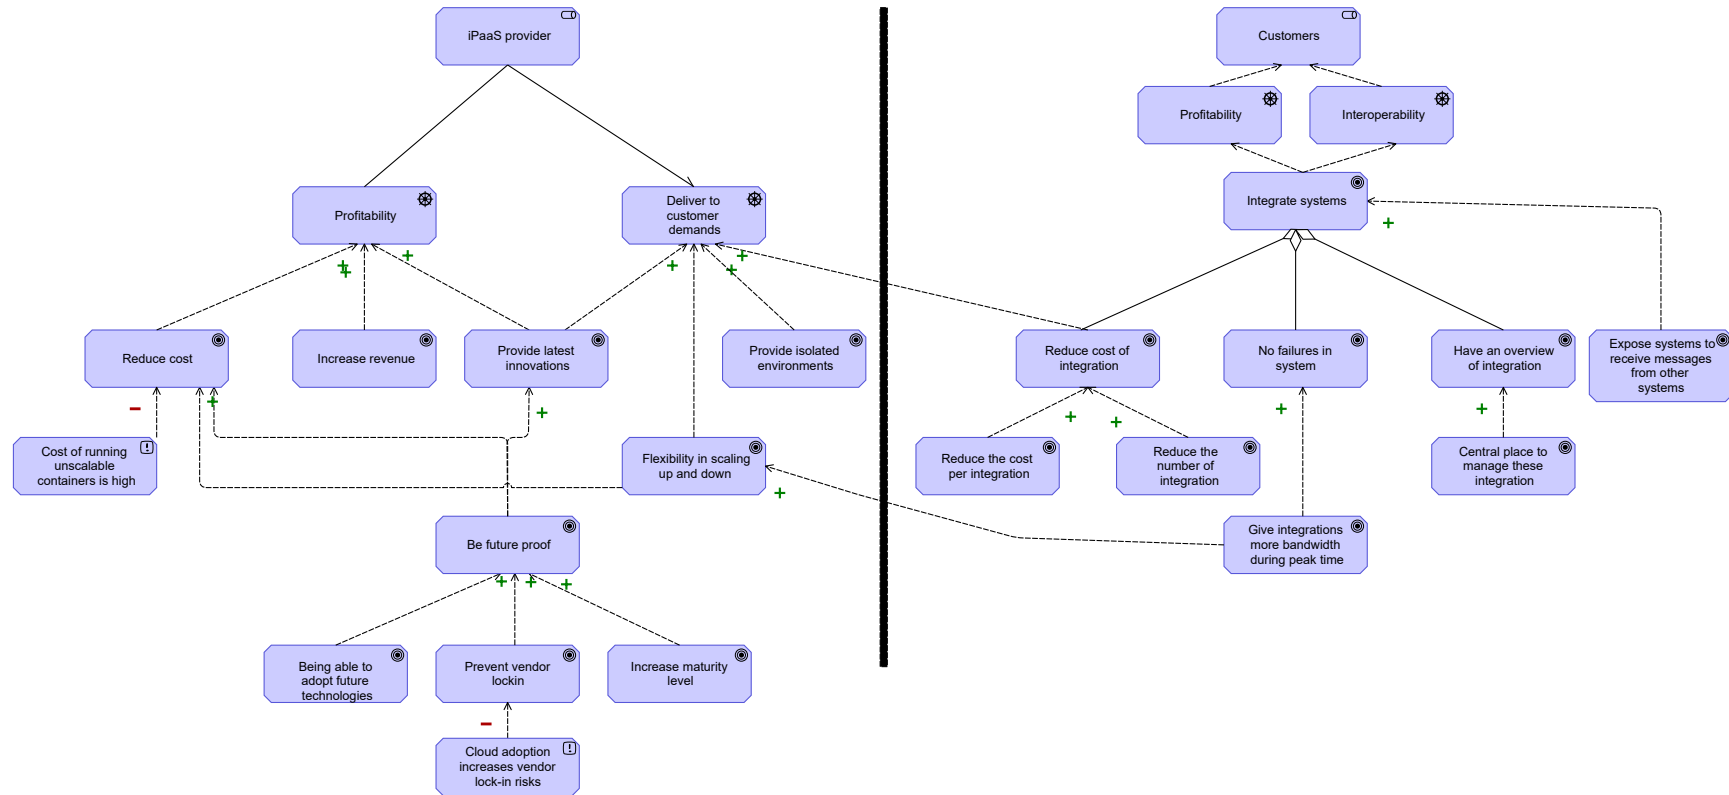 iPaaS provider
Customers
Profitability
Interoperability
Profitability
Deliver to
customer
demands
Integrate systems
Reduce cost
Increase revenue
Provide latest
innovations
Provide isolated
environments
Reduce cost of
integration
No failures in
system
Have an overview
of integration
Expose systems to
receive messages
from other
systems
Cost of running
unscalable
containers is high
Flexibility in scaling
up and down
Reduce the cost
per integration
Reduce the
number of
integration
Central place to
manage these
integration
Be future proof
Give integrations
more bandwidth
during peak time
Being able to
adopt future
technologies
Prevent vendor
lockin
Increase maturity
level
Cloud adoption
increases vendor
lock-in risks